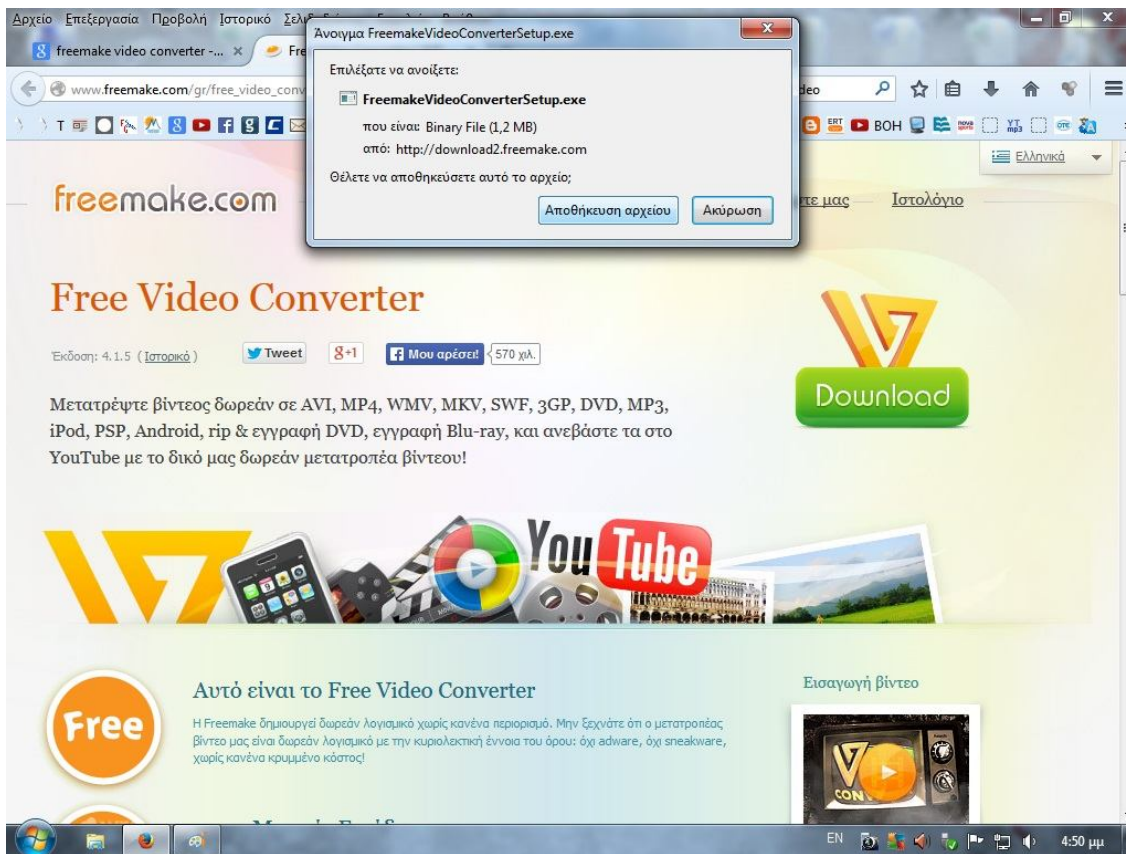 Αρχείο Επεξεργασία Προβολή Ιστορικό
Άνοιγμα FreemakeVideoConverterSetup.exe
freemake video converter -...
Fre
Επιλέξατε να ανοίξετε:
www.freemake.com/gr/free_video_conv
deo
FreemakeVideoConverterSetup.exe
που είναι: Binary File (1,2 MB)
T
BOH
YT mp3
από: http://download2.freemake.com
Θέλετε να αποθηκεύσετε αυτό το αρχείο;
Ελληνικά
Αποθήκευση αρχείου
Ακύρωση
freemake.com
τε μας
Ιστολόγιο
Free Video Converter
Έκδοση: 4.1.5 ( Ιστορικό )
Tweet
g+1
Μου αρέσει!
570 χιλ.
Download
Μετατρέψτε βίντεος δωρεάν σε AVI, MP4, WMV, MKV, SWF, 3GP, DVD, MP3,
iPod, PSP, Android, rip & εγγραφή DVD, εγγραφή Blu-ray, και ανεβάστε τα στο
YouTube με το δικό μας δωρεάν μετατροπέα βίντεου!
You Tube
Αυτό είναι το Free Video Converter
Εισαγωγή βίντεο
Free
Η Freemake δημιουργεί δωρεάν λογισμικό χωρίς κανένα περιορισμό. Μην ξεχνάτε ότι ο μετατροπέας
βίντεο μας είναι δωρεάν λογισμικό με την κυριολεκτική έννοια του όρου: όχι adware, όχι sneakware,
χωρίς κανένα κρυμμένο κόστος!
EN
4:50 μμ